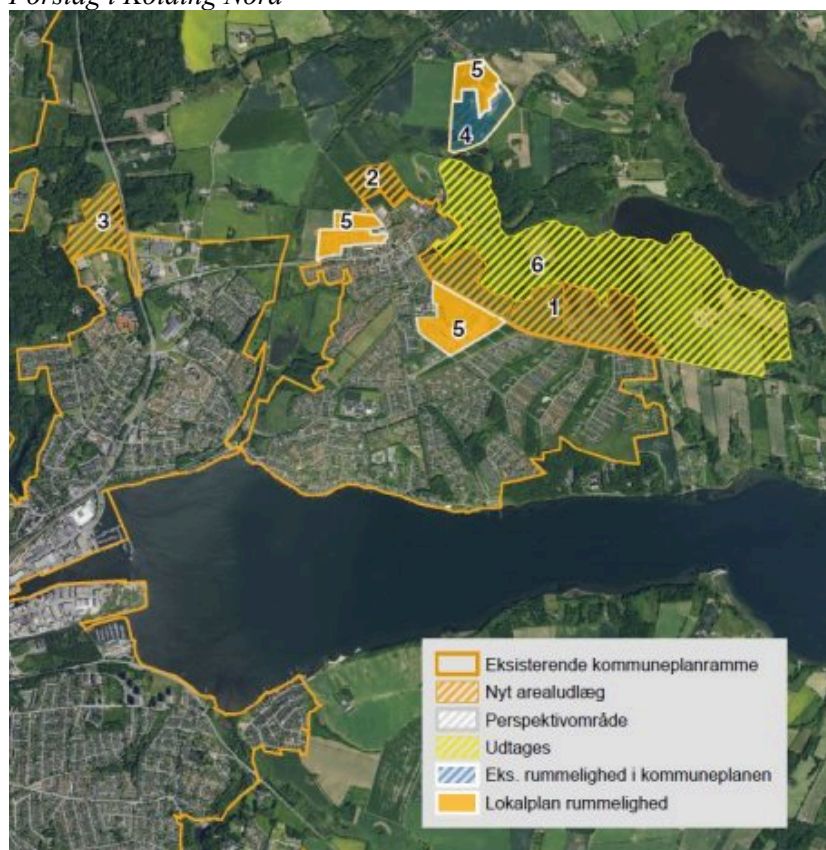 Forslag i Kolding Nord
5
4
2
3
5
6
1
5
Eksisterende kommuneplanramme
Nyt arealudlæg
Perspektivområde
Udtages
Eks. rummelighed i kommuneplanen
Lokalplan rummelighed